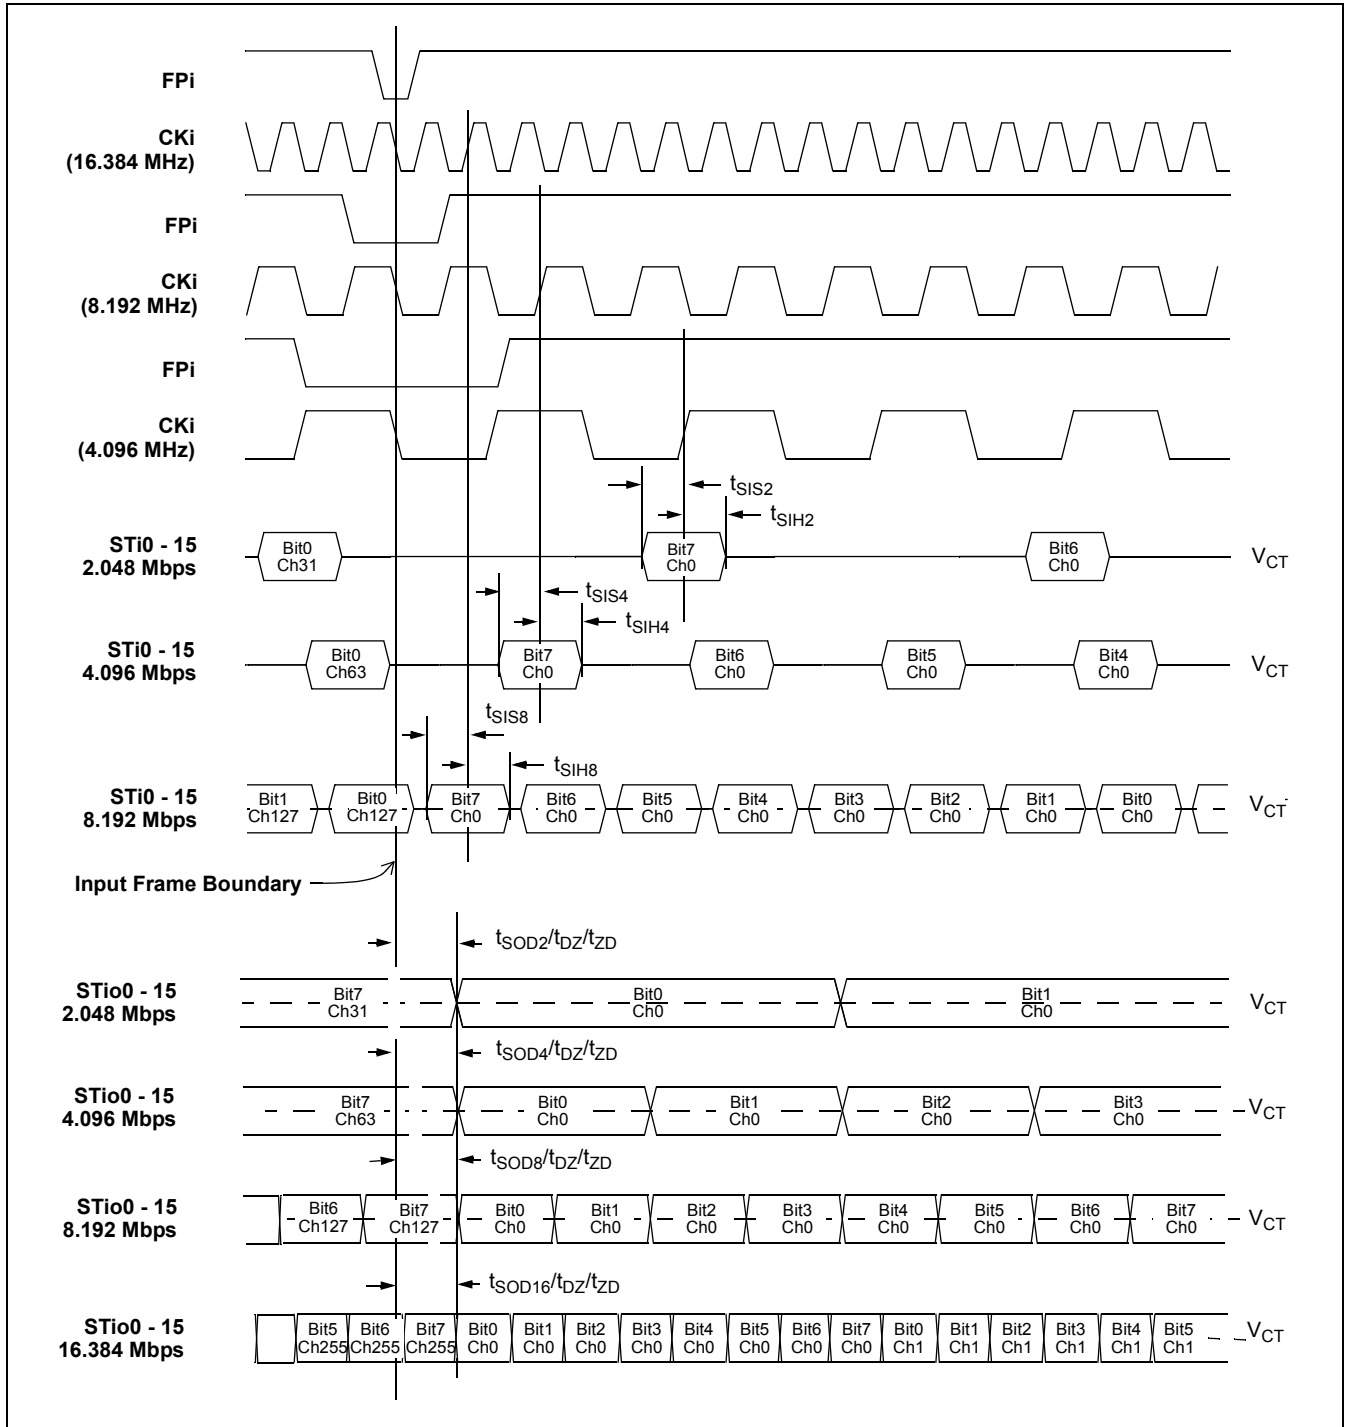 FPi
CKi
(16.384 MHz)
FPi
CKi
(8.192 MHz)
FPi
CKi
(4.096 MHz)
tSIS2
tSIH2
STi0 - 15
2.048 Mbps
Bit0
Ch31
Bit7
Ch0
Bit6
Ch0
VCT
tSIS4
tSIH4
STi0 - 15
4.096 Mbps
Bit0
Ch63
Bit7
Ch0
Bit6
Ch0
Bit5
Ch0
Bit4
Ch0
VCT
tSIS8
tSIH8
STi0 - 15
8.192 Mbps
Bit1
Ch127
Bit0
Ch127
Bit7
Ch0
Bit6
Ch0
Bit5
Ch0
Bit4
Ch0
Bit3
Ch0
Bit2
Ch0
Bit1
Ch0
Bit0
Ch0
VCT
Input Frame Boundary
tSOD2/tDZ/tZD
STio0 - 15
2.048 Mbps
Bit7
Ch31
Bit0
Ch0
Bit1
Ch0
VCT
tSOD4/tDZ/tZD
STio0 - 15
4.096 Mbps
Bit7
Ch63
Bit0
Ch0
Bit1
Ch0
Bit2
Ch0
Bit3
Ch0
VCT
tSOD8/tDZ/tZD
STio0 - 15
8.192 Mbps
Bit6
Ch127
Bit7
Ch127
Bit0
Ch0
Bit1
Ch0
Bit2
Ch0
Bit3
Ch0
Bit4
Ch0
Bit5
Ch0
Bit6
Ch0
Bit7
Ch0
VCT
tSOD16/tDZ/tZD
STio0 - 15
16.384 Mbps
Bit5
Ch255
Bit6
Ch255
Bit7
Ch255
Bit0
Ch0
Bit1
Ch0
Bit2
Ch0
Bit3
Ch0
Bit4
Ch0
Bit5
Ch0
Bit6
Ch0
Bit7
Ch0
Bit0
Ch1
Bit1
Ch1
Bit2
Ch1
Bit3
Ch1
Bit4
Ch1
Bit5
Ch1
VCT